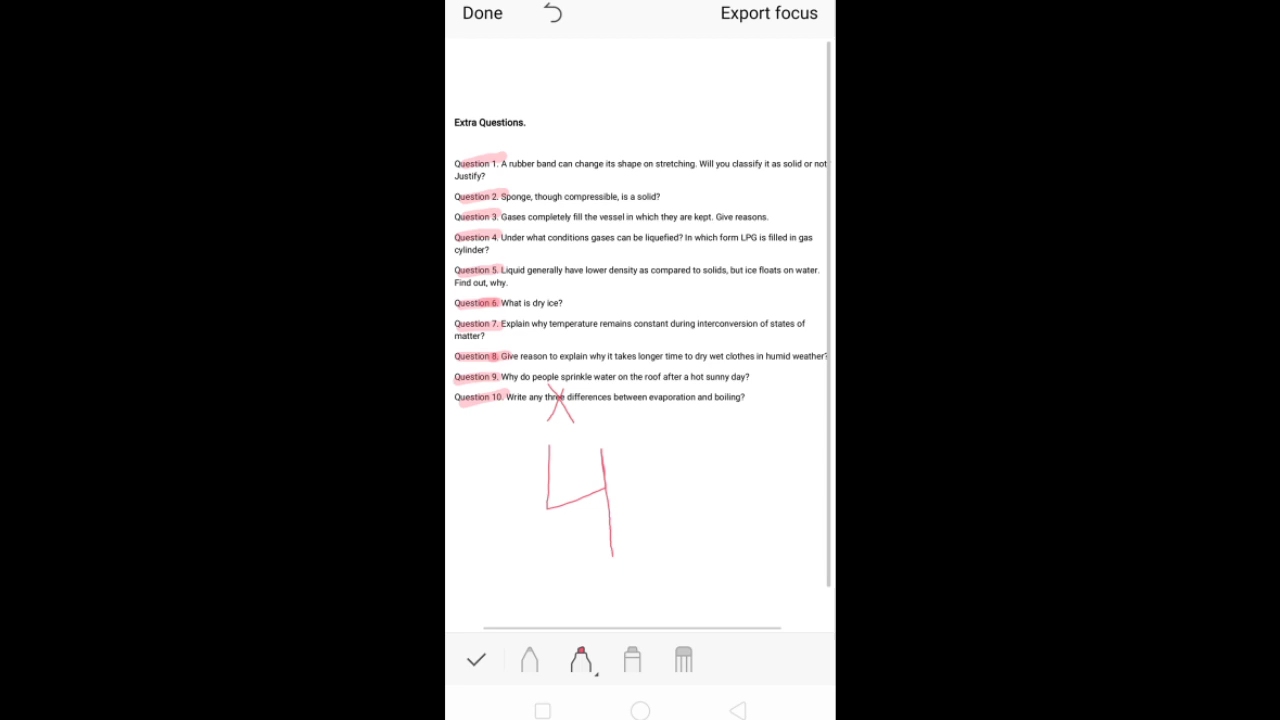 Done
Export focus
Extra Questions.
Question 1. A rubber band can change its shape on stretching. Will you classify it as solid or not
Justify?
Question 2. Sponge, though compressible, is a solid?
Question 3. Gases completely fill the vessel in which they are kept. Give reasons.
Question 4. Under what conditions gases can be liquefied? In which form LPG is filled in gas
cylinder?
Question 5. Liquid generally have lower density as compared to solids, but ice floats on water.
Find out, why.
Question 6. What is dry ice?
Question 7. Explain why temperature remains constant during interconversion of states of
matter?
Question 8. Give reason to explain why it takes longer time to dry wet clothes in humid weather?
Question 9. Why do people sprinkle water on the roof after a hot sunny day?
Question 10. Write any three differences between evaporation and boiling?
X
4